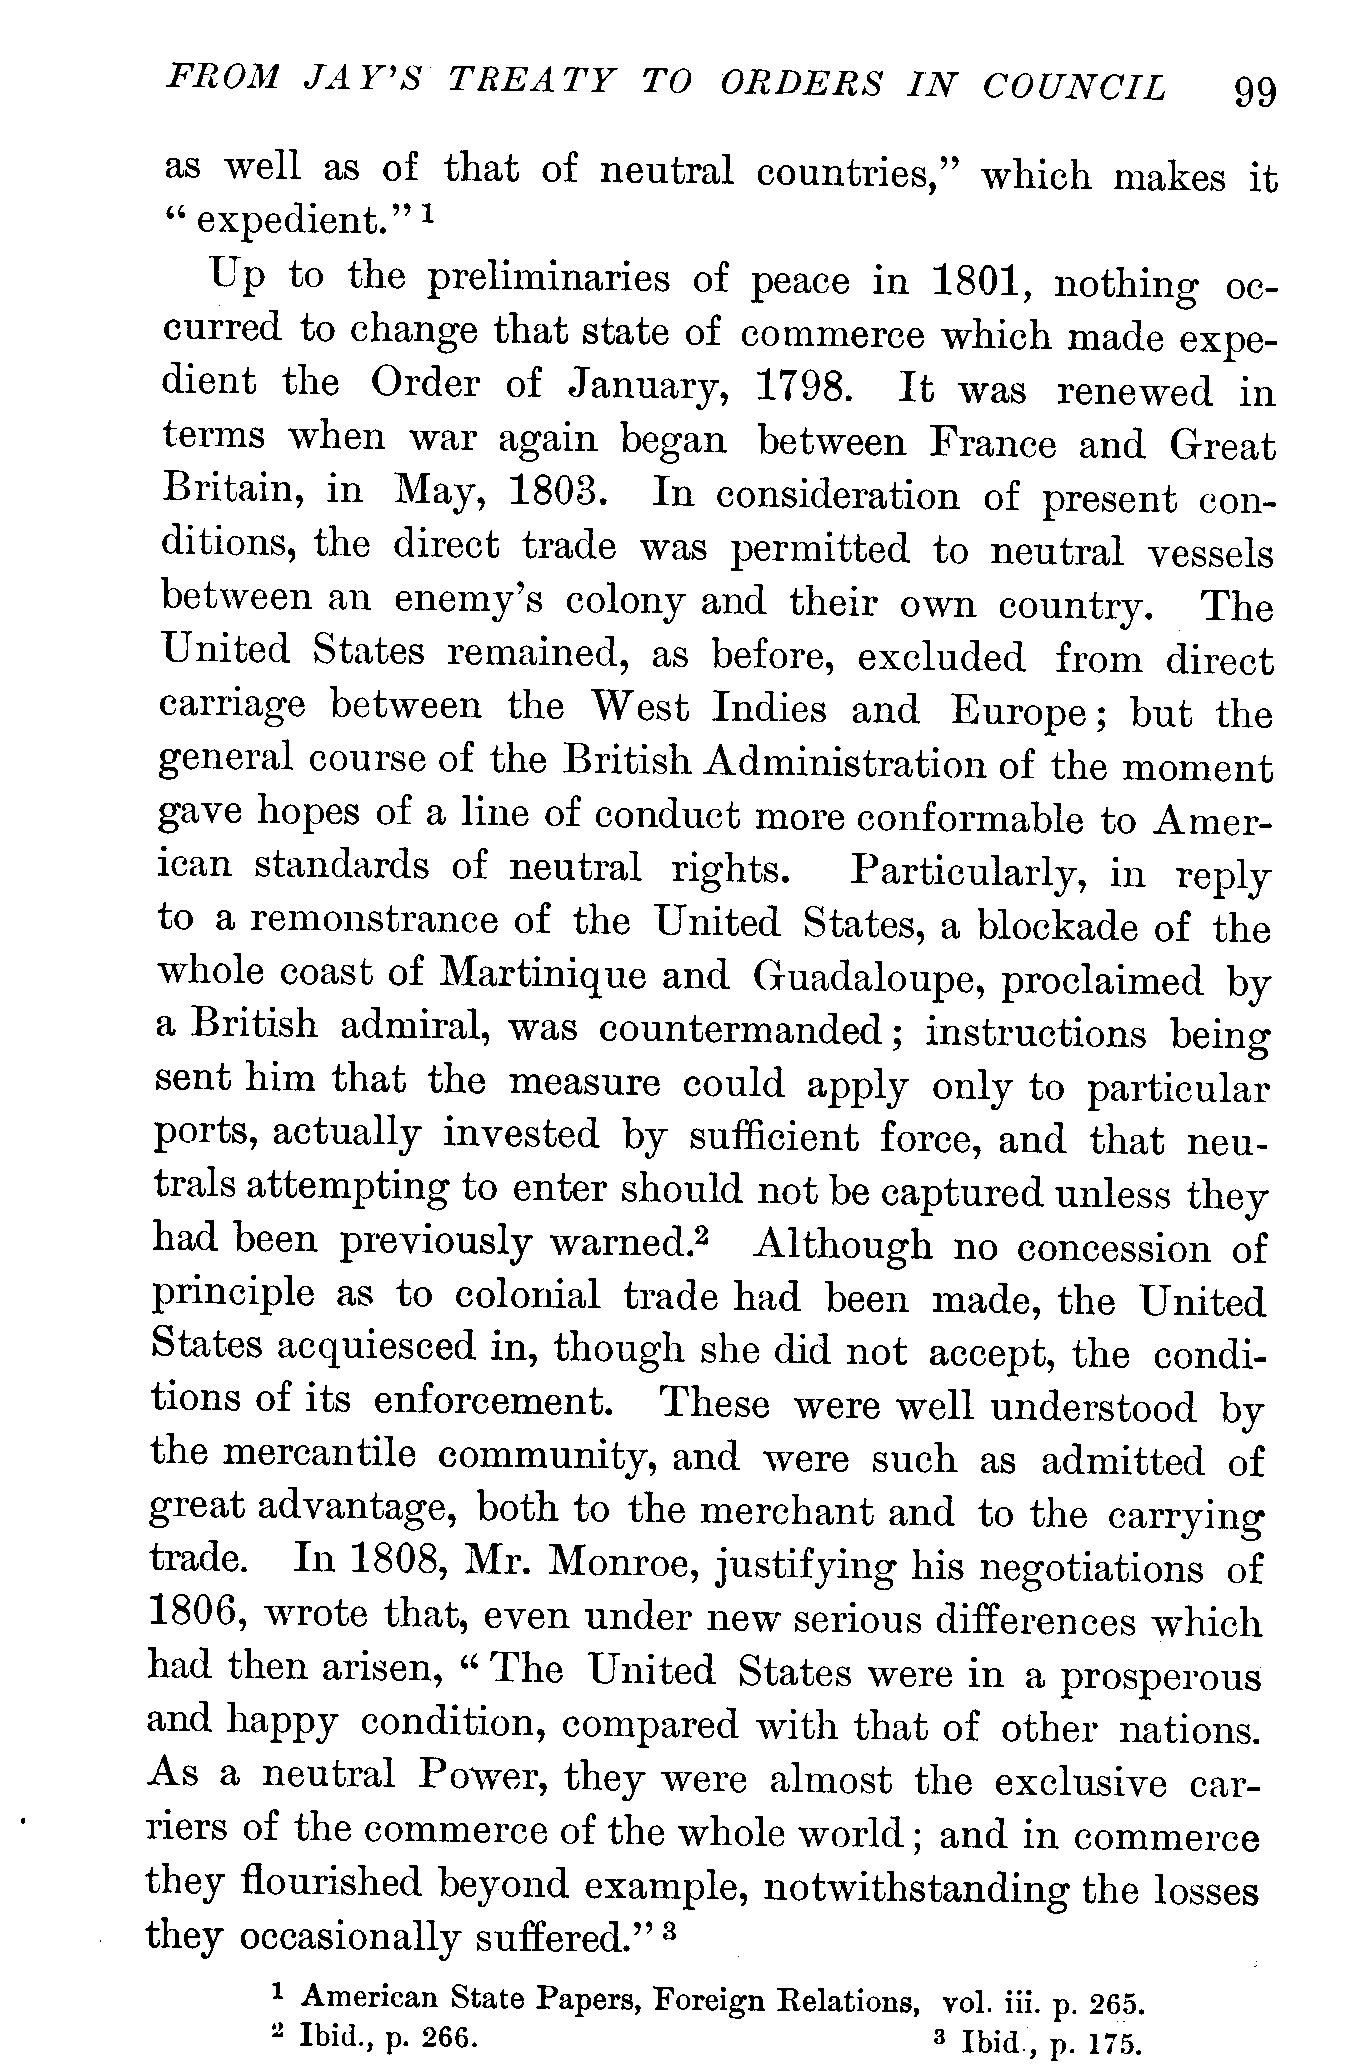 FROM JAY'S TREATY TO ORDERS IN COUNCIL 99
as well as of that of neutral countries,” which makes it
“expedient.” 1
Up to the preliminaries of peace in 1801, nothing oc-
curred to change that state of commerce which made expe-
dient the Order of January, 1798. It was renewed in
terms when war again began between France and Great
Britain, in May, 1803. In consideration of present con-
ditions, the direct trade was permitted to neutral vessels
between an enemy's colony and their own country. The
United States remained, as before, excluded from direct
carriage between the West Indies and Europe; but the
general course of the British Administration of the moment
gave hopes of a line of conduct more conformable to Amer-
ican standards of neutral rights. Particularly, in reply
to a remonstrance of the United States, a blockade of the
whole coast of Martinique and Guadaloupe, proclaimed by
a British admiral, was countermanded; instructions being
sent him that the measure could apply only to particular
ports, actually invested by sufficient force, and that neu-
trals attempting to enter should not be captured unless they
had been previously warned.2 Although no concession of
principle as to colonial trade had been made, the United
States acquiesced in, though she did not accept, the condi-
tions of its enforcement. These were well understood by
the mercantile community, and were such as admitted of
great advantage, both to the merchant and to the carrying
trade. In 1808, Mr. Monroe, justifying his negotiations of
1806, wrote that, even under new serious differences which
had then arisen, “The United States were in a prosperous
and happy condition, compared with that of other nations.
As a neutral Power, they were almost the exclusive car-
riers of the commerce of the whole world; and in commerce
they flourished beyond example, notwithstanding the losses
they occasionally suffered.” 3
1 American State Papers, Foreign Relations, vol. iii. p. 265.
2 Ibid., p. 266. 3 Ibid., p. 175.